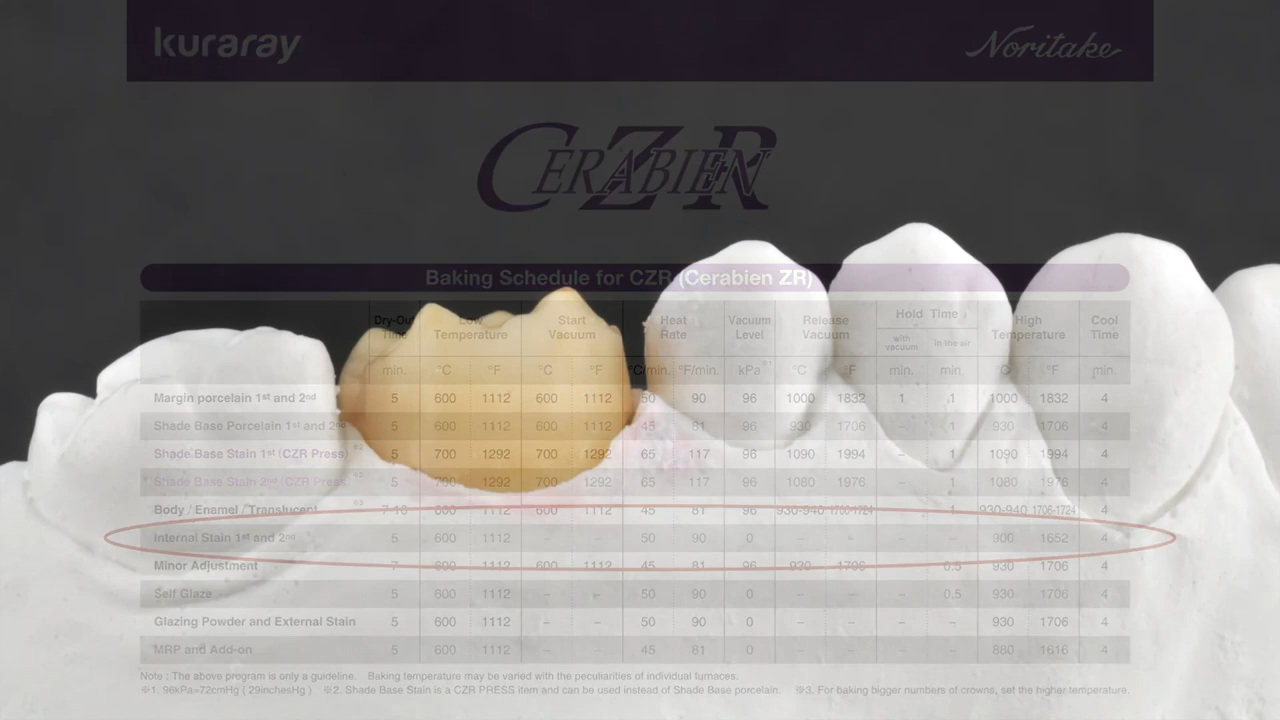 kuraray Noritake
CERABIEN CZR
Baking Schedule for CZR (Cerabien ZR)
Dry-Out Time Low Temperature Start Vacuum Heat Rate Vacuum Level Release Vacuum Hold Time High Temperature Cool Time
with vacuum in the air
min. °C °F °C °F °C/min. °F/min. kPa※1 °C °F min. min. °C °F min.
Margin porcelain 1st and 2nd 5 600 1112 600 1112 50 90 96 1000 1832 1 1 1000 1832 4
Shade Base Porcelain 1st and 2nd 5 600 1112 600 1112 45 81 96 930 1706 – 1 930 1706 4
Shade Base Stain 1st (CZR Press) ※2 5 700 1292 700 1292 65 117 96 1090 1994 – 1 1090 1994 4
Shade Base Stain 2nd (CZR Press) 5 700 1292 700 1292 65 117 96 1080 1976 – 1 1080 1976 4
Body / Enamel / Translucent ※3 7-10 600 1112 600 1112 45 81 96 930-940 1706-1724 – 1 930-940 1706-1724 4
Internal Stain 1st and 2nd 5 600 1112 – – 50 90 0 – – – – 900 1652 4
Minor Adjustment 7 600 1112 600 1112 45 81 96 930 1706 – 0.5 930 1706 4
Self Glaze 5 600 1112 – – 50 90 0 – – – 0.5 930 1706 4
Glazing Powder and External Stain 5 600 1112 – – 50 90 0 – – – – 930 1706 4
MRP and Add-on 5 600 1112 – – 45 81 0 – – – – 880 1616 4
Note : The above program is only a guideline. Baking temperature may be varied with the peculiarities of individual furnaces.
※1. 96kPa=72cmHg ( 29inchesHg ) ※2. Shade Base Stain is a CZR PRESS item and can be used instead of Shade Base porcelain. ※3. For baking bigger numbers of crowns, set the higher temperature.